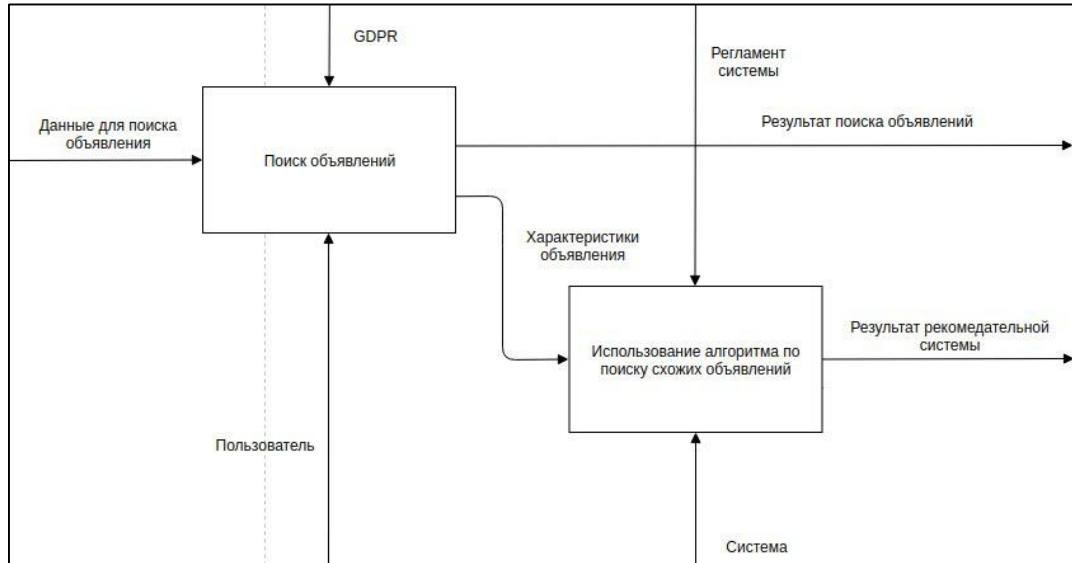 GDPR
Регламент
системы
Данные для поиска
объявления
Результат поиска объявлений
Поиск объявлений
Характеристики
объявления
Результат рекомедательной
системы
Использование алгоритма по
поиску схожих объявлений
Пользователь
Система